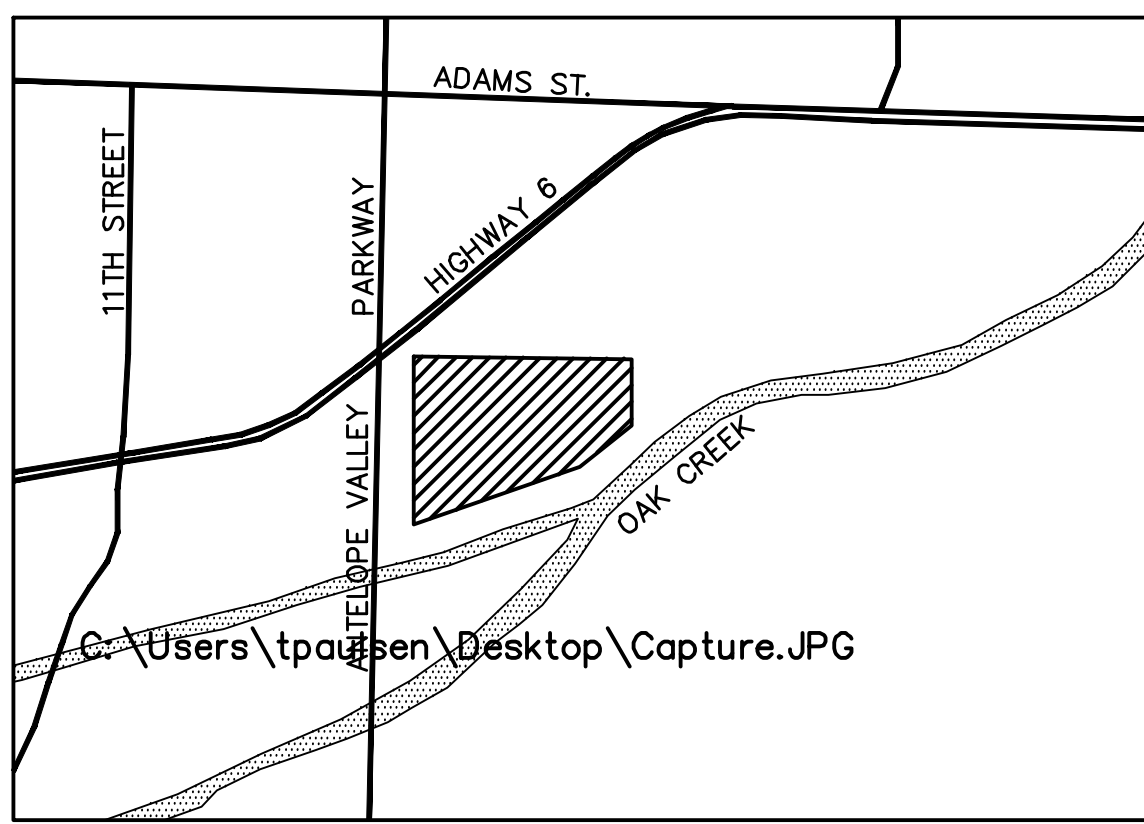 ADAMS ST.
11TH STREET
ANTELOPE VALLEY PARKWAY
HIGHWAY 6
OAK CREEK
C:\Users\tpaulsen\Desktop\Capture.JPG